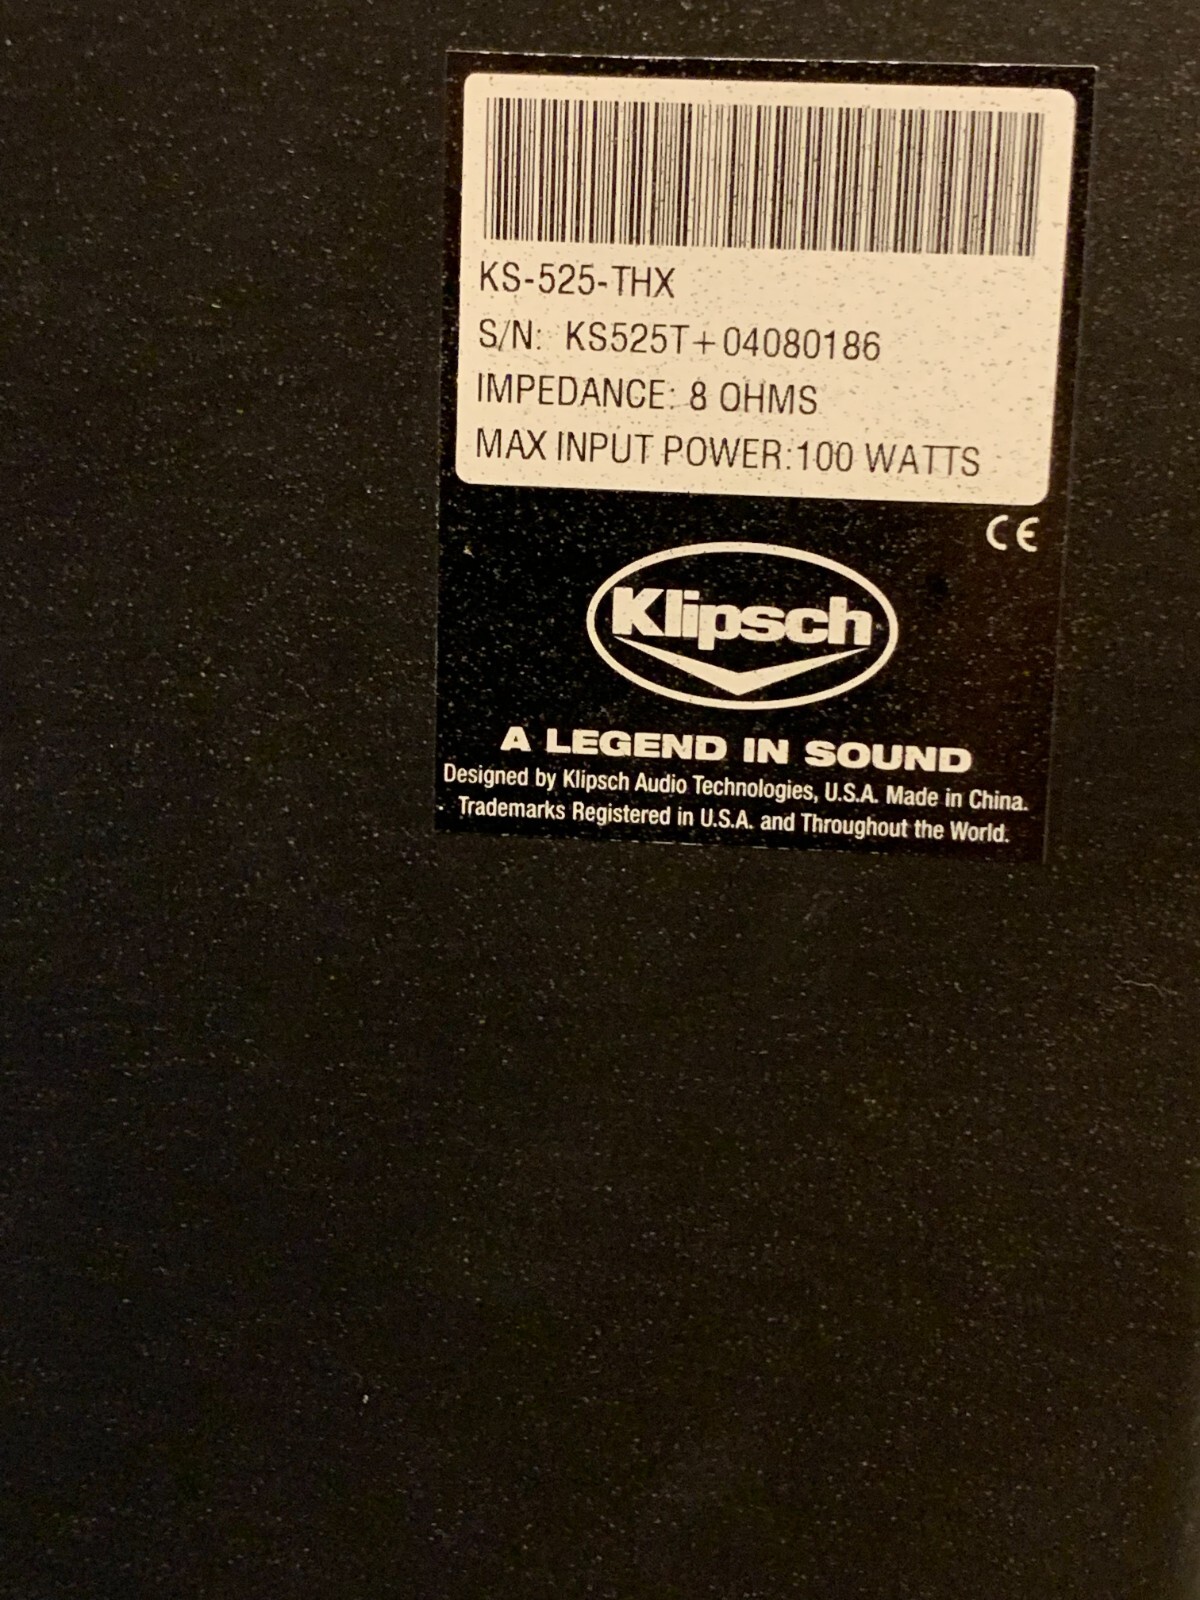 KS-525-THX
S/N: KS525T+04080186
IMPEDANCE: 8 OHMS
MAX INPUT POWER:100 WATTS
CE
Klipsch
A LEGEND IN SOUND
Designed by Klipsch Audio Technologies, U.S.A. Made in China.
Trademarks Registered in U.S.A. and Throughout the World.